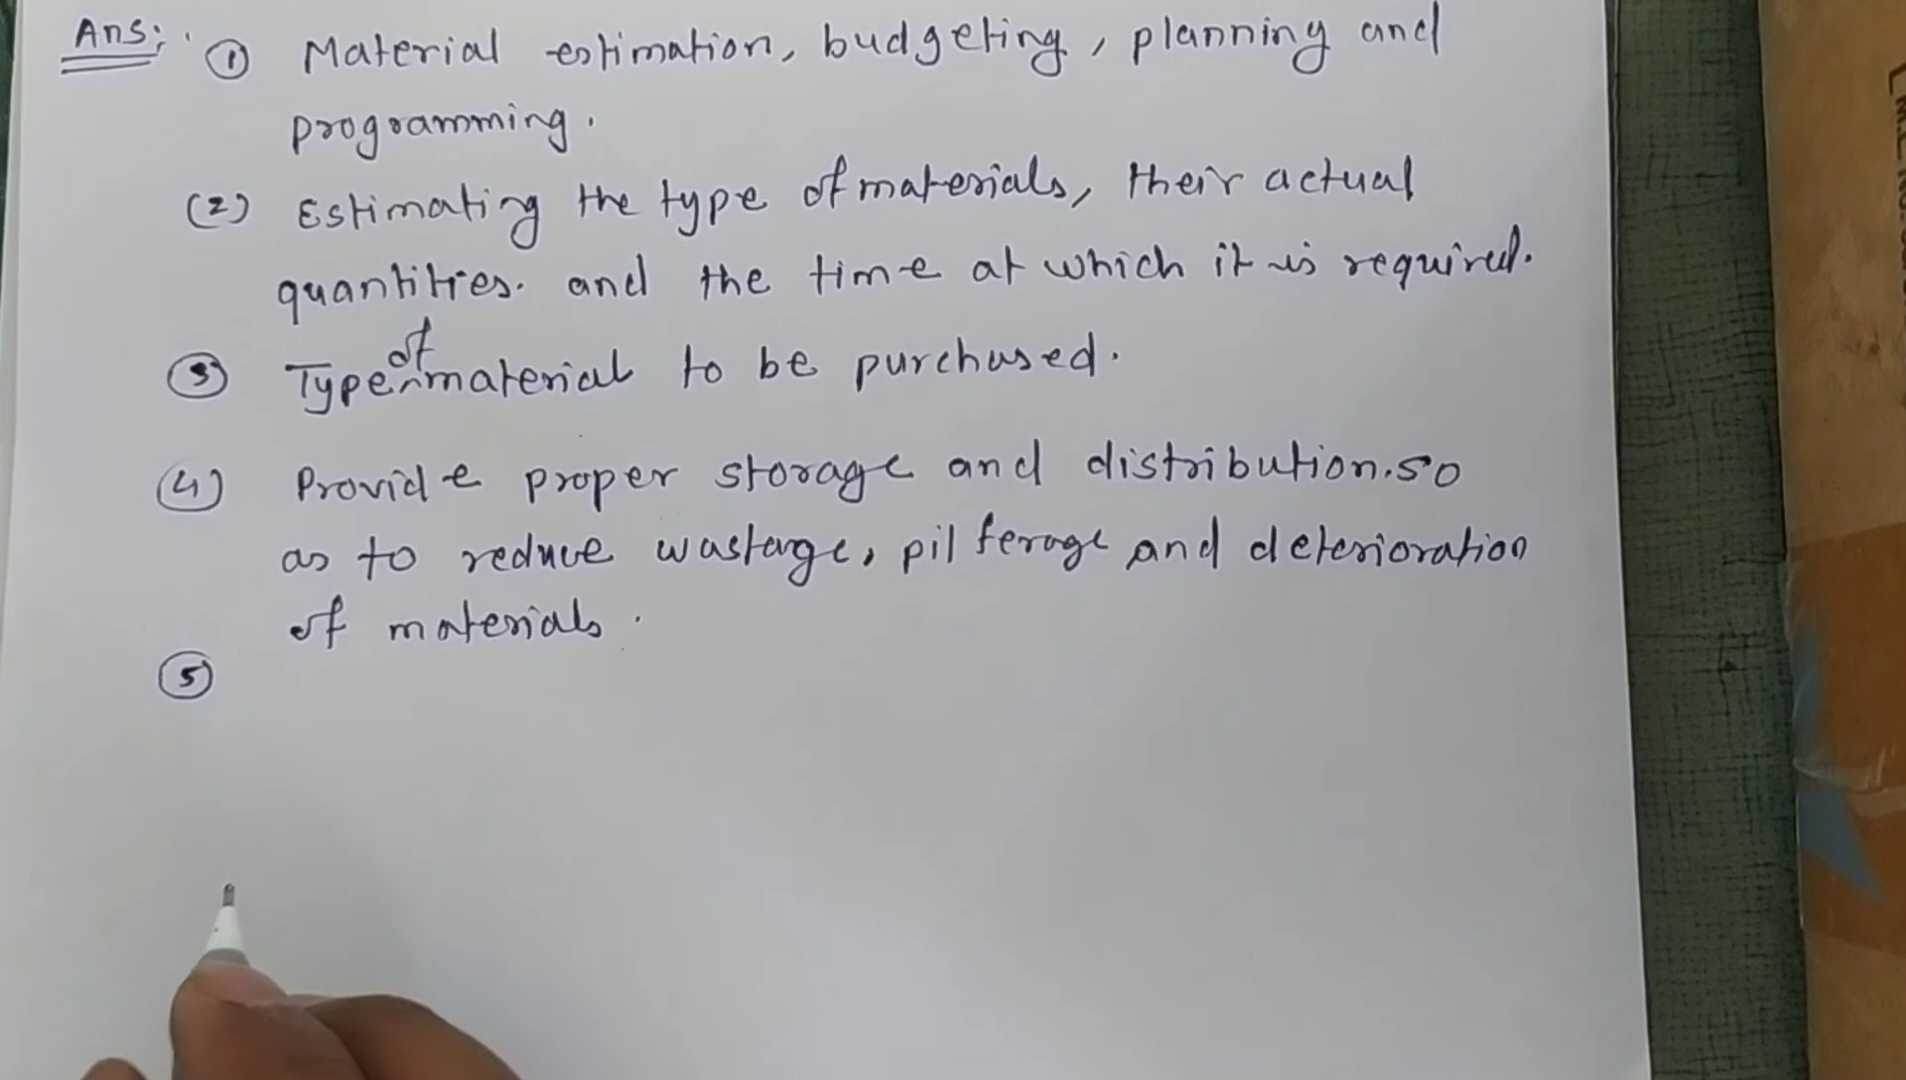 Ans:
① Material estimation, budgeting, planning and
programming.
(2) Estimating the type of materials, their actual
quantities. and the time at which it is required.
③ Type of material to be purchased.
(4) Provide proper storage and distribution. so
as to reduce wastage, pilferage and deterioration
of materials.
⑤